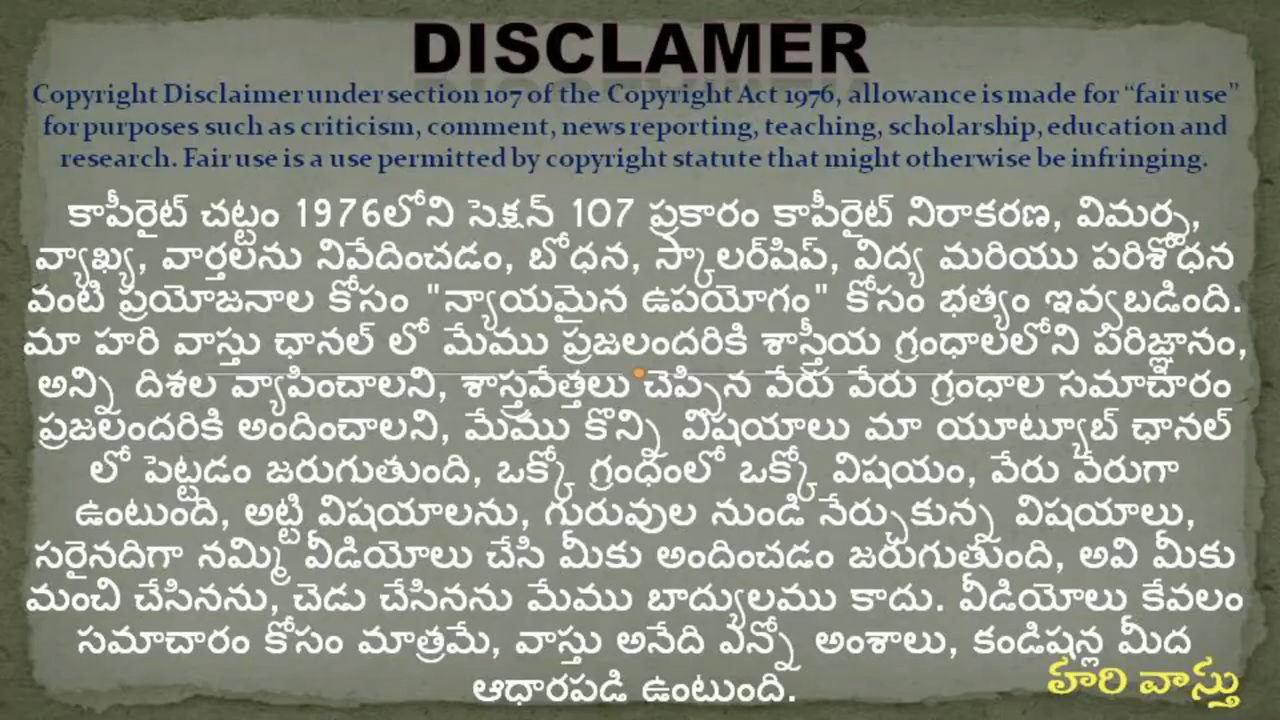 DISCLAMER
Copyright Disclaimer under section 107 of the Copyright Act 1976, allowance is made for “fair use”
for purposes such as criticism, comment, news reporting, teaching, scholarship, education and
research. Fair use is a use permitted by copyright statute that might otherwise be infringing.
కాపీరైట్ చట్టం 1976లోని సెక్షన్ 107 ప్రకారం కాపీరైట్ నిరాకరణ, విమర్శ,
వ్యాఖ్య, వార్తలను నివేదించడం, బోధన, స్కాలర్‌షిప్, విద్య మరియు పరిశోధన
వంటి ప్రయోజనాల కోసం "న్యాయమైన ఉపయోగం" కోసం భత్యం ఇవ్వబడింది.
మా హరి వాస్తు ఛానల్ లో మేము ప్రజలందరికి శాస్త్రీయ గ్రంధాలలోని పరిజ్ఞానం,
అన్ని దిశల వ్యాపించాలని, శాస్త్రవేత్తలు చెప్పిన వేరు వేరు గ్రంధాల సమాచారం
ప్రజలందరికి అందించాలని, మేము కొన్ని విషయాలు మా యూట్యూబ్ ఛానల్
లో పెట్టడం జరుగుతుంది, ఒక్కో గ్రంధంలో ఒక్కో విషయం, వేరు వేరుగా
ఉంటుంది, అట్టి విషయాలను, గురువుల నుండి నేర్చుకున్న విషయాలు,
సరైనదిగా నమ్మి వీడియోలు చేసి మీకు అందించడం జరుగుతుంది, అవి మీకు
మంచి చేసినను, చెడు చేసినను మేము బాద్యులము కాదు. వీడియోలు కేవలం
సమాచారం కోసం మాత్రమే, వాస్తు అనేది ఎన్నో అంశాలు, కండిషన్ల మీద
ఆధారపడి ఉంటుంది.
హరి వాస్తు